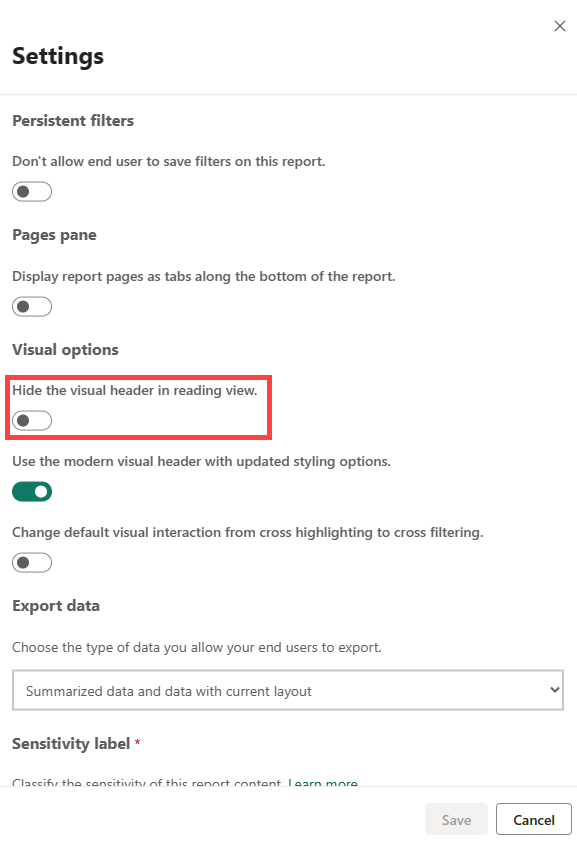 Settings
Persistent filters
Don't allow end user to save filters on this report.
Pages pane
Display report pages as tabs along the bottom of the report.
Visual options
Hide the visual header in reading view.
Use the modern visual header with updated styling options.
Change default visual interaction from cross highlighting to cross filtering.
Export data
Choose the type of data you allow your end users to export.
Summarized data and data with current layout
Sensitivity label *
Classify the sensitivity of this report content. Learn more
Save
Cancel